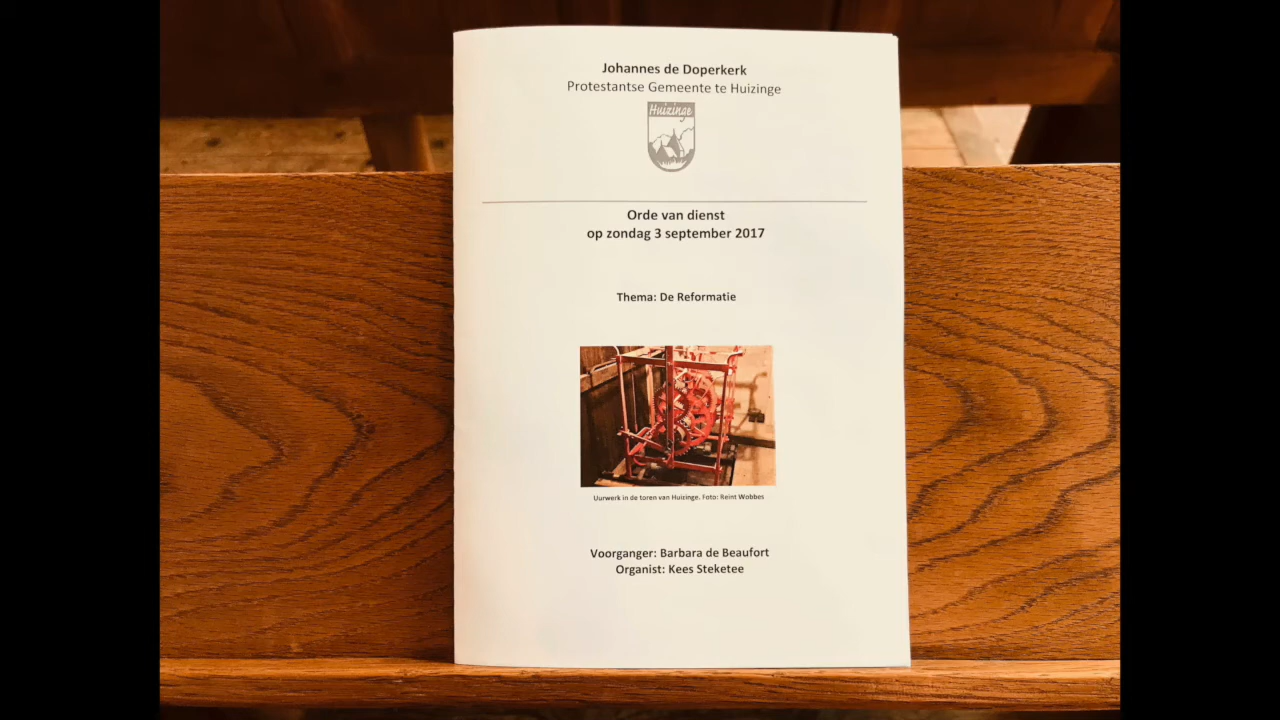 Johannes de Doperkerk
Protestantse Gemeente te Huizinge
Huizinge
Orde van dienst
op zondag 3 september 2017
Thema: De Reformatie
Uurwerk in de toren van Huizinge. Foto: Reint Wobbes
Voorganger: Barbara de Beaufort
Organist: Kees Steketee